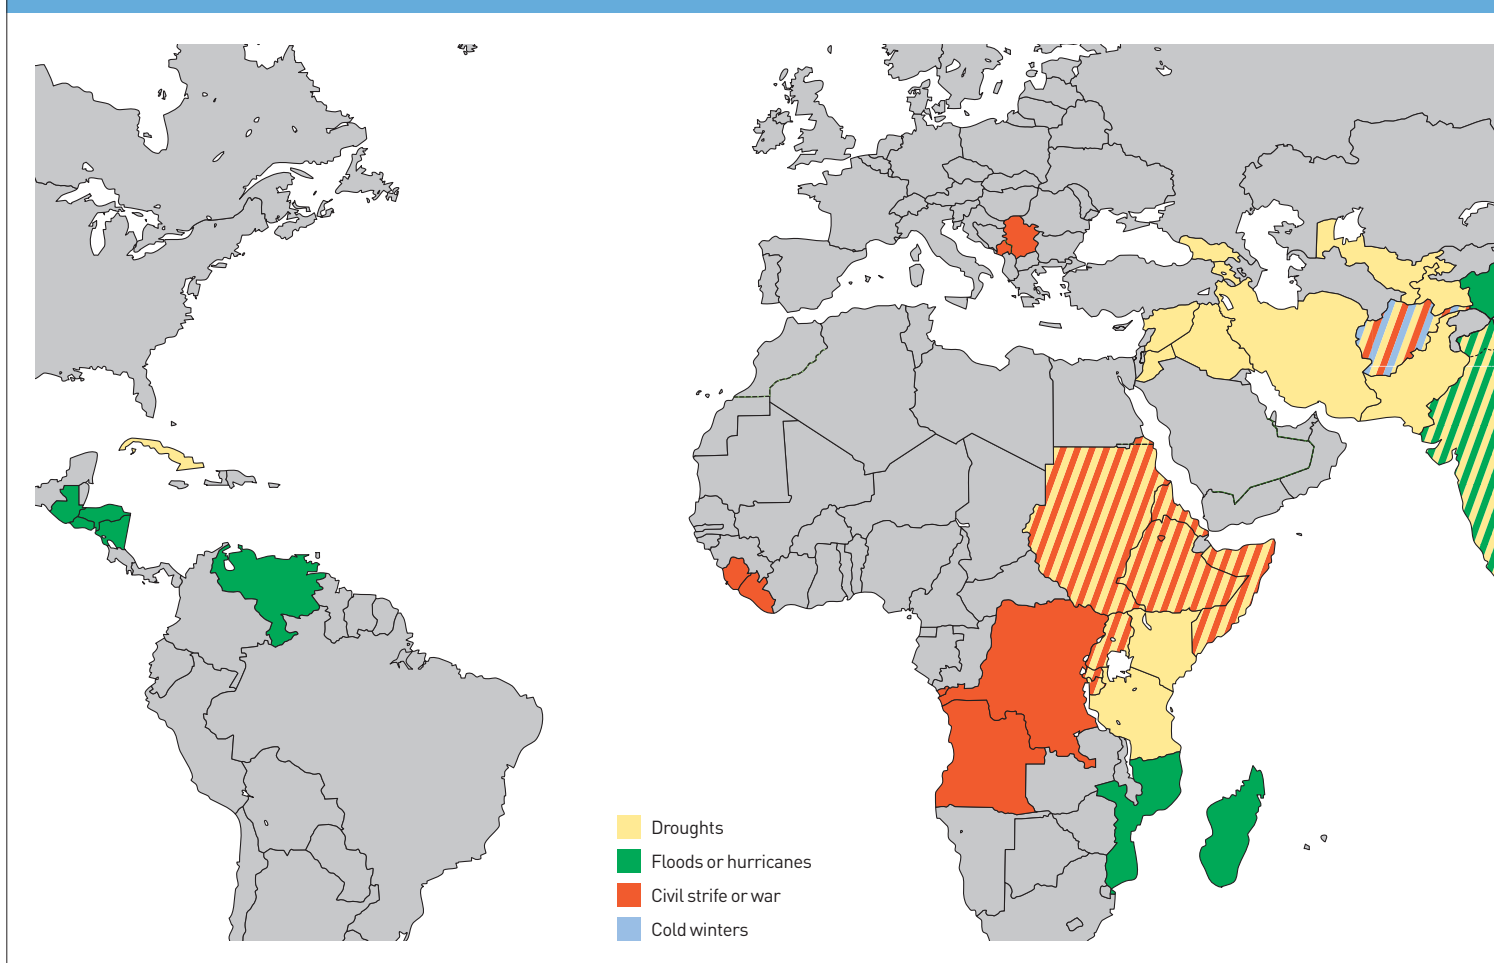 Droughts
Floods or hurricanes
Civil strife or war
Cold winters